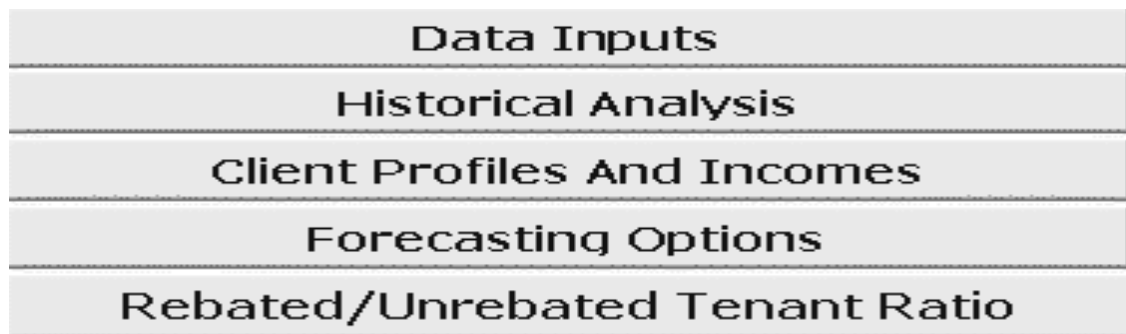 Data Inputs
Historical Analysis
Client Profiles And Incomes
Forecasting Options
Rebated/Unrebated Tenant Ratio